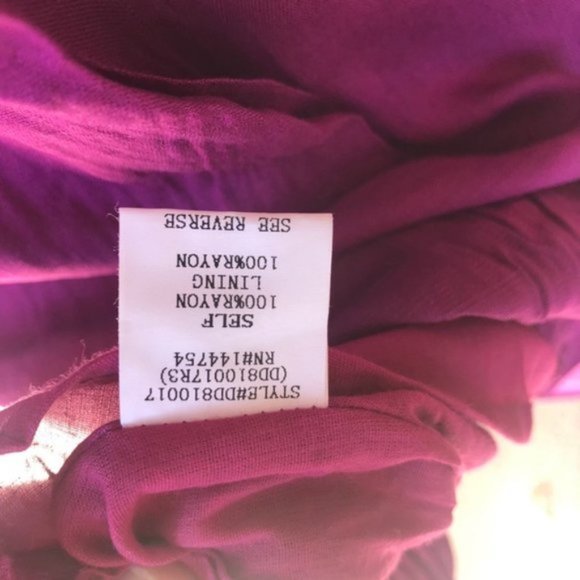 STYLE#DD810017
(DD810017R3)
RN#144754
SELF
100%RAYON
LINING
100%RAYON
SEE REVERSE